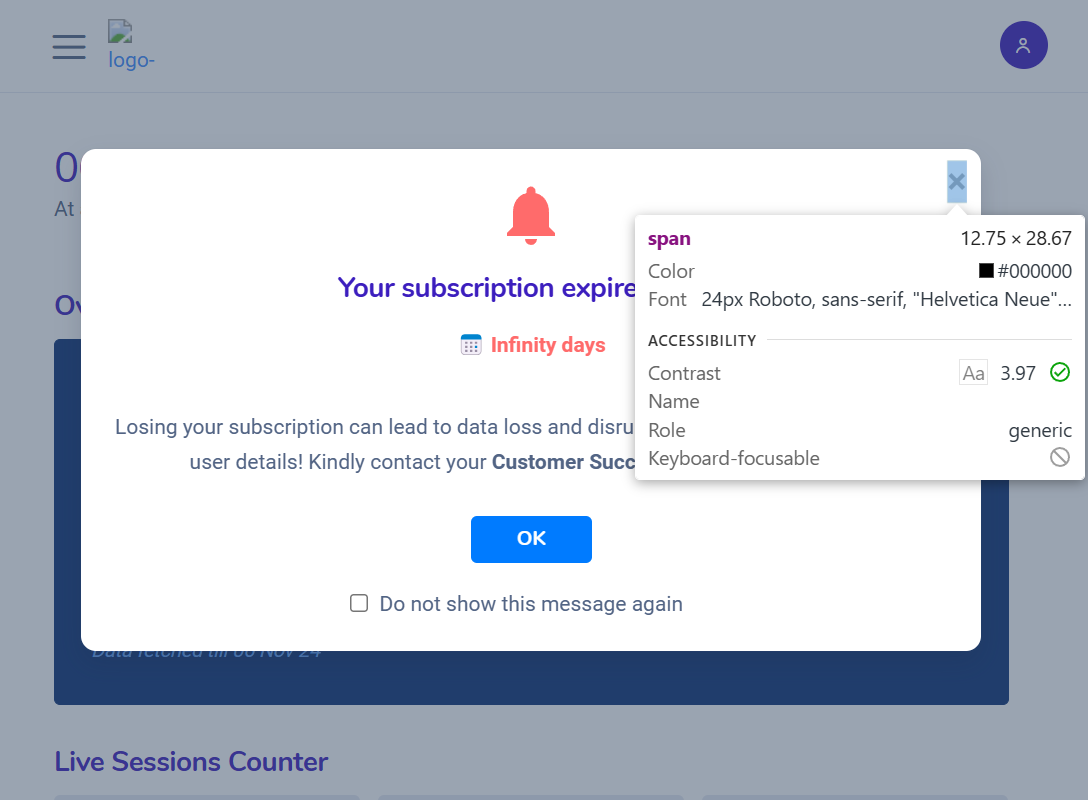 logo-
0
At
Your subscription expire
Infinity days
Losing your subscription can lead to data loss and disru
user details! Kindly contact your Customer Succ
OK
Do not show this message again
×
span 12.75 × 28.67
Color #000000
Font 24px Roboto, sans-serif, "Helvetica Neue"...
ACCESSIBILITY
Contrast Aa 3.97
Name
Role generic
Keyboard-focusable
Ov
Data fetched till 06 Nov 24
Live Sessions Counter